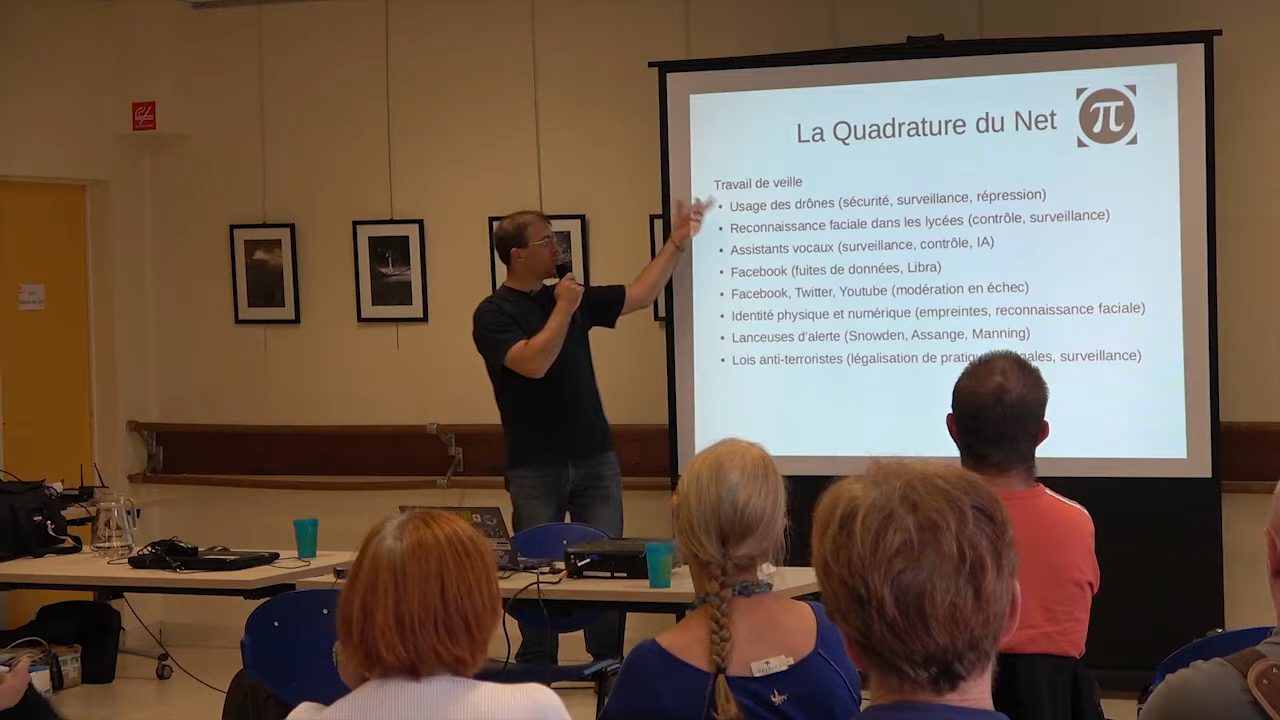 La Quadrature du Net
π
Travail de veille
• Usage des drônes (sécurité, surveillance, répression)
• Reconnaissance faciale dans les lycées (contrôle, surveillance)
• Assistants vocaux (surveillance, contrôle, IA)
• Facebook (fuites de données, Libra)
• Facebook, Twitter, Youtube (modération en échec)
• Identité physique et numérique (empreintes, reconnaissance faciale)
• Lanceuses d'alerte (Snowden, Assange, Manning)
• Lois anti-terroristes (légalisation de surveillance)